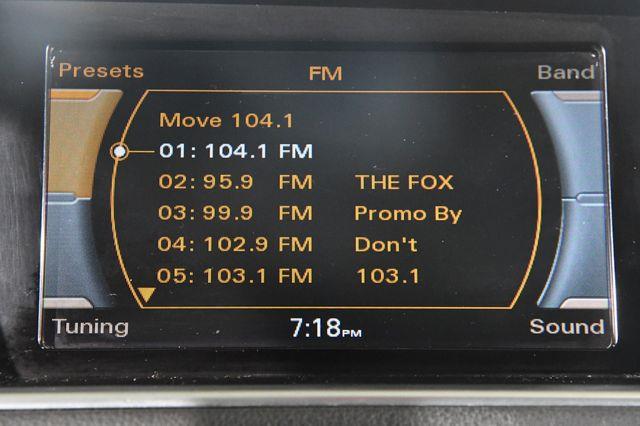 Presets FM Band
Move 104.1
01: 104.1 FM
02: 95.9 FM THE FOX
03: 99.9 FM Promo By
04: 102.9 FM Don't
05: 103.1 FM 103.1
Tuning 7:18PM Sound